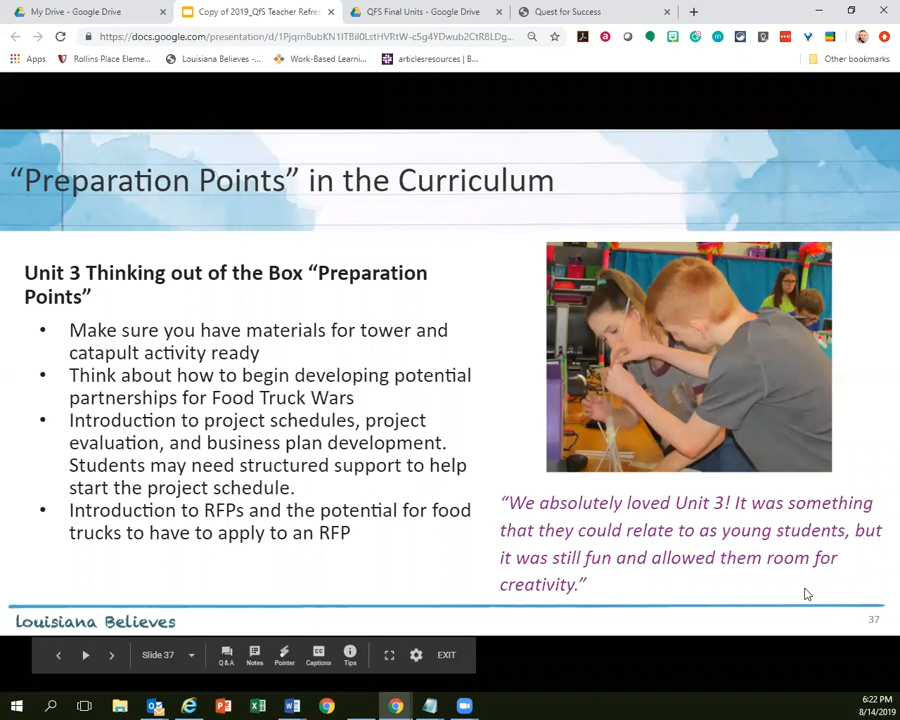 My Drive - Google Drive
Copy of 2019_QfS Teacher Refres
QFS Final Units - Google Drive
Quest for Success
https://docs.google.com/presentation/d/1Pjqm8ubKN1ITBil0LstHVRtW-c5g4YDwub2CtR8LDG...
Apps
Rollins Place Eleme...
Louisiana Believes -...
Work-Based Learni...
articlesresources | B...
Other bookmarks
“Preparation Points” in the Curriculum
Unit 3 Thinking out of the Box “Preparation
Points”
• Make sure you have materials for tower and
catapult activity ready
• Think about how to begin developing potential
partnerships for Food Truck Wars
• Introduction to project schedules, project
evaluation, and business plan development.
Students may need structured support to help
start the project schedule.
• Introduction to RFPs and the potential for food
trucks to have to apply to an RFP
“We absolutely loved Unit 3! It was something
that they could relate to as young students, but
it was still fun and allowed them room for
creativity.”
Louisiana Believes
37
Slide 37
Q & A
Notes
Pointer
Captions
Tips
EXIT
6:22 PM
8/14/2019